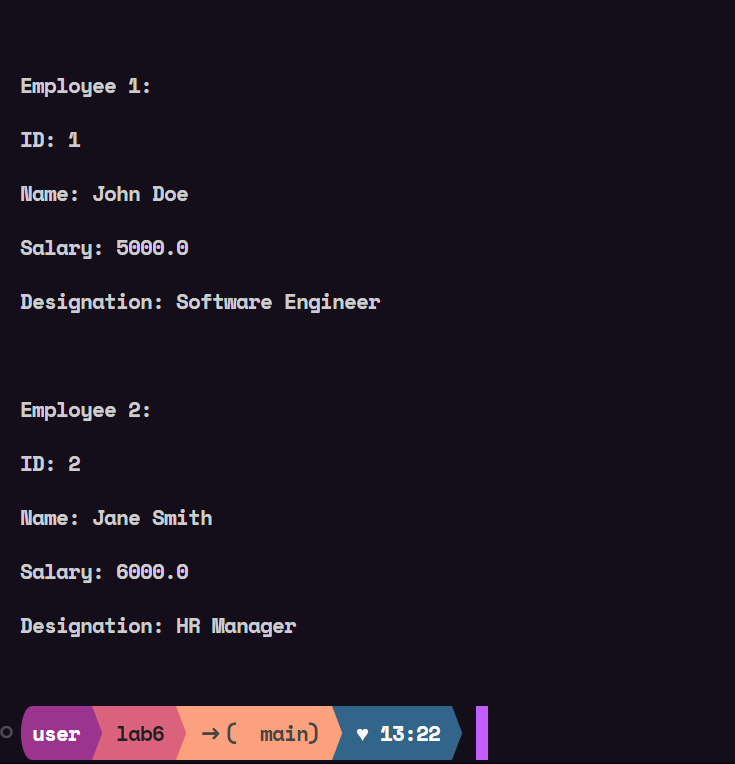 Employee 1:
ID: 1
Name: John Doe
Salary: 5000.0
Designation: Software Engineer
Employee 2:
ID: 2
Name: Jane Smith
Salary: 6000.0
Designation: HR Manager
user lab6 →( main) ♥ 13:22